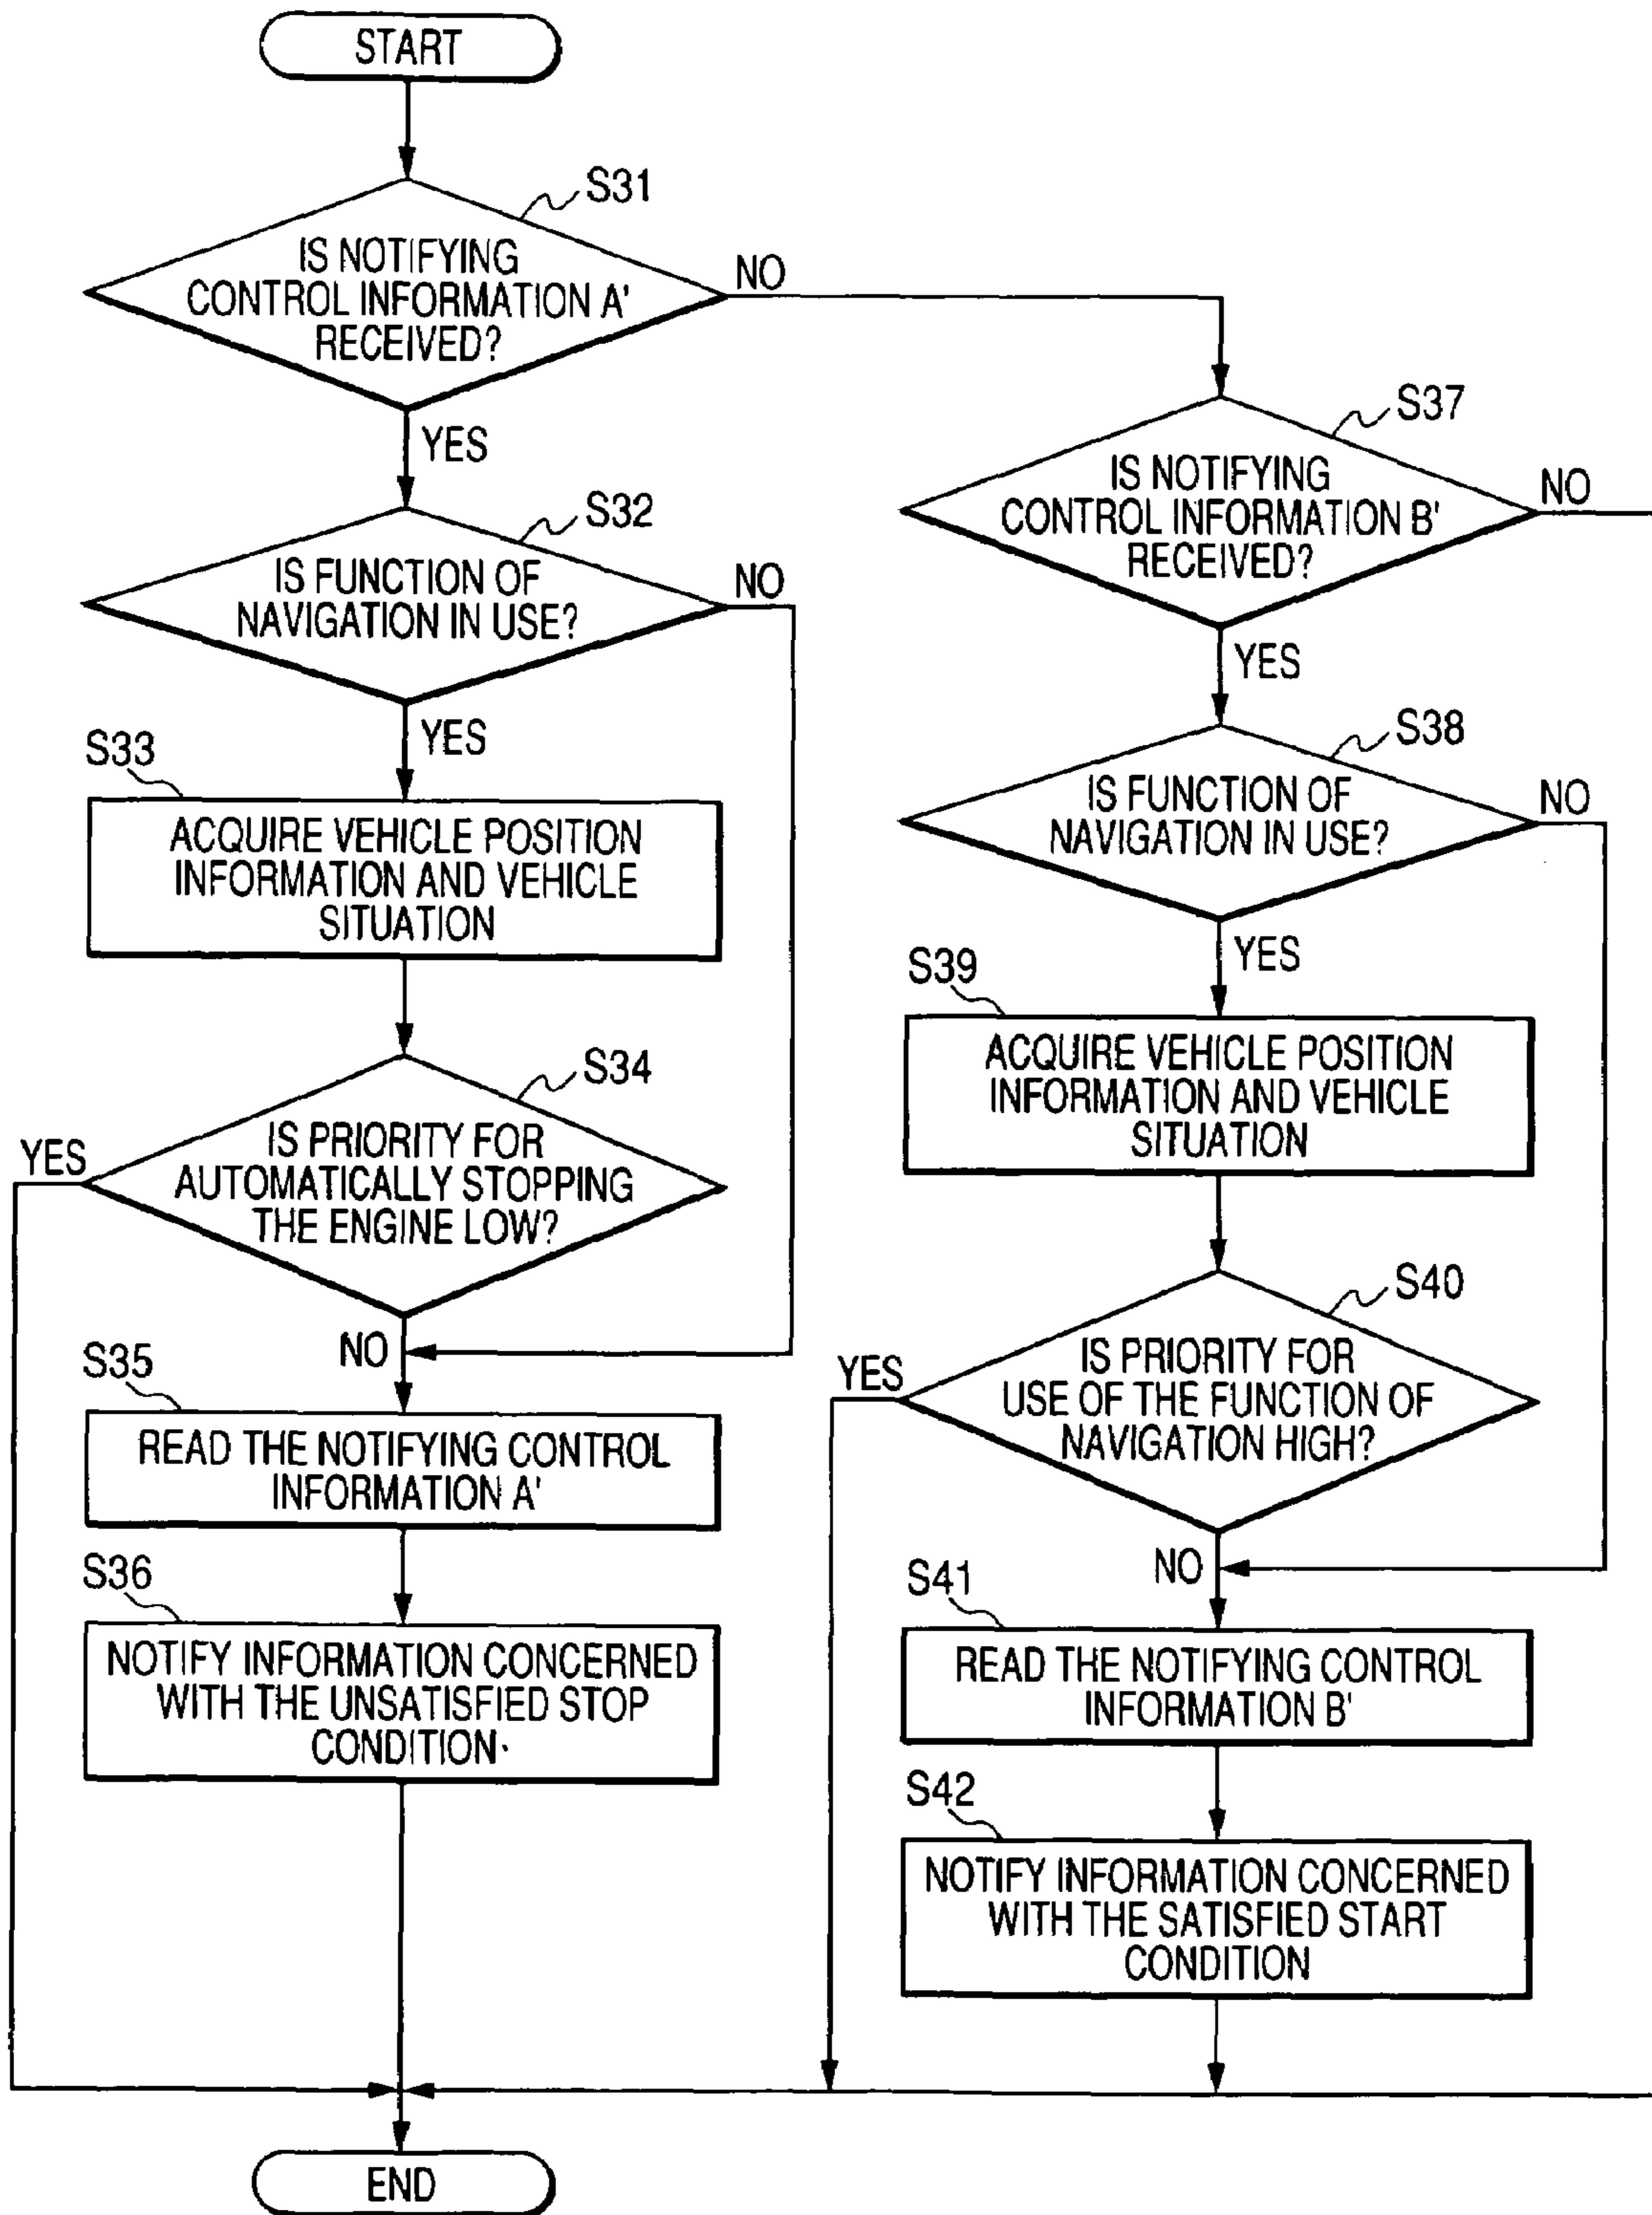 START
S31
IS NOTIFYING
CONTROL INFORMATION A'
RECEIVED?
NO
YES
S32
IS FUNCTION OF
NAVIGATION IN USE?
NO
YES
S33
ACQUIRE VEHICLE POSITION
INFORMATION AND VEHICLE
SITUATION
S34
IS PRIORITY FOR
AUTOMATICALLY STOPPING
THE ENGINE LOW?
YES
NO
S35
READ THE NOTIFYING CONTROL
INFORMATION A'
S36
NOTIFY INFORMATION CONCERNED
WITH THE UNSATISFIED STOP
CONDITION
S37
IS NOTIFYING
CONTROL INFORMATION B'
RECEIVED?
NO
YES
S38
IS FUNCTION OF
NAVIGATION IN USE?
NO
YES
S39
ACQUIRE VEHICLE POSITION
INFORMATION AND VEHICLE
SITUATION
S40
IS PRIORITY FOR
USE OF THE FUNCTION OF
NAVIGATION HIGH?
YES
NO
S41
READ THE NOTIFYING CONTROL
INFORMATION B'
S42
NOTIFY INFORMATION CONCERNED
WITH THE SATISFIED START
CONDITION
END